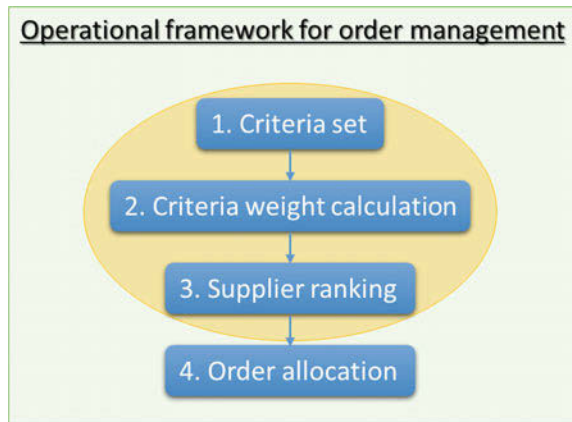 Operational framework for order management
1. Criteria set
2. Criteria weight calculation
3. Supplier ranking
4. Order allocation